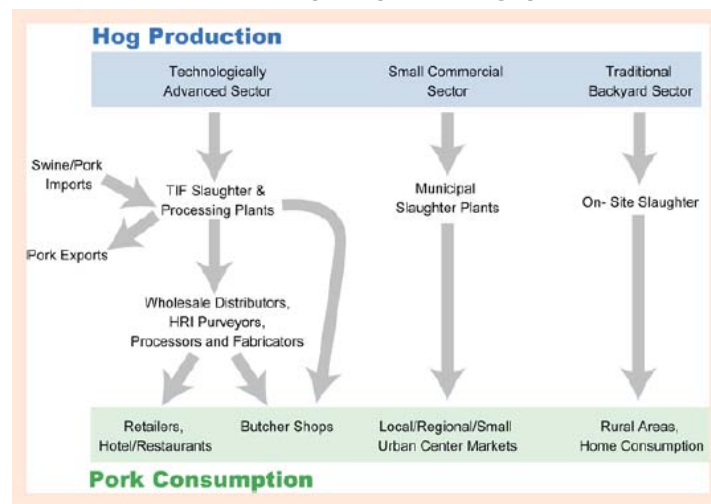 Hog Production
Technologically
Advanced Sector
Small Commercial
Sector
Traditional
Backyard Sector
Swine/Pork
Imports
TIF Slaughter &
Processing Plants
Municipal
Slaughter Plants
On- Site Slaughter
Pork Exports
Wholesale Distributors,
HRI Purveyors,
Processors and Fabricators
Retailers,
Hotel/Restaurants
Butcher Shops
Local/Regional/Small
Urban Center Markets
Rural Areas,
Home Consumption
Pork Consumption